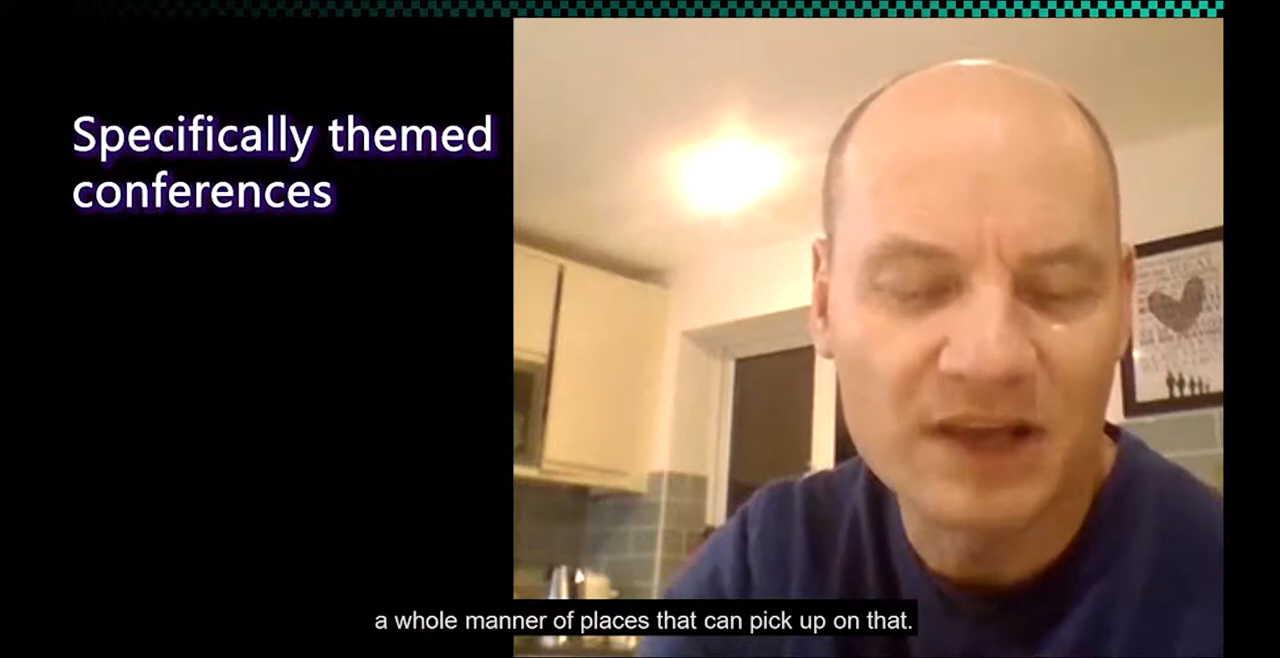 Specifically themed
conferences
a whole manner of places that can pick up on that.